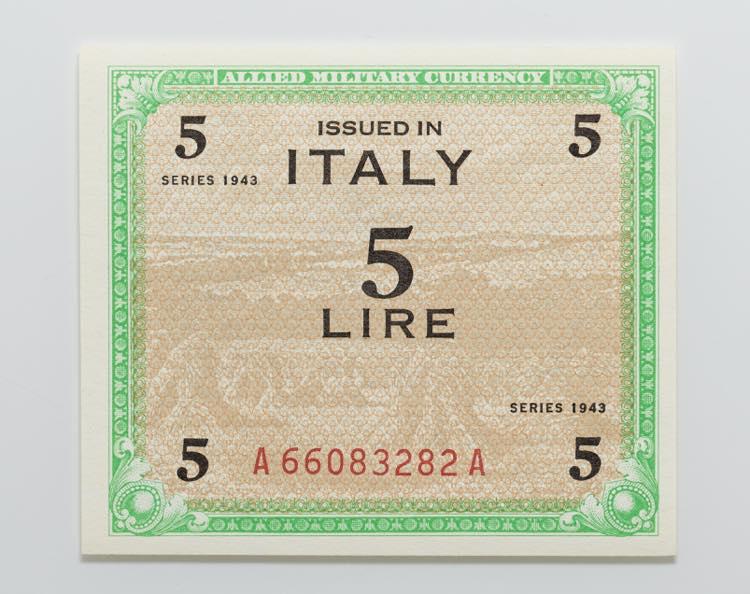 ALLIED MILITARY CURRENCY
5 ISSUED IN 5
SERIES 1943 ITALY
5
LIRE
SERIES 1943
5 A66083282A 5